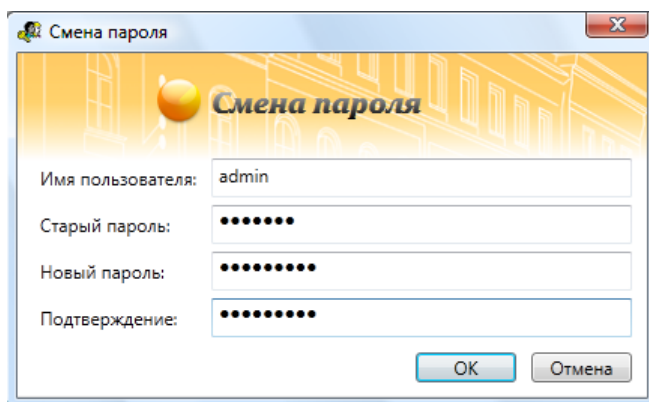 Смена пароля
Смена пароля
Имя пользователя: admin
Старый пароль: ●●●●●●●
Новый пароль: ●●●●●●●●●
Подтверждение: ●●●●●●●●●
OK Отмена